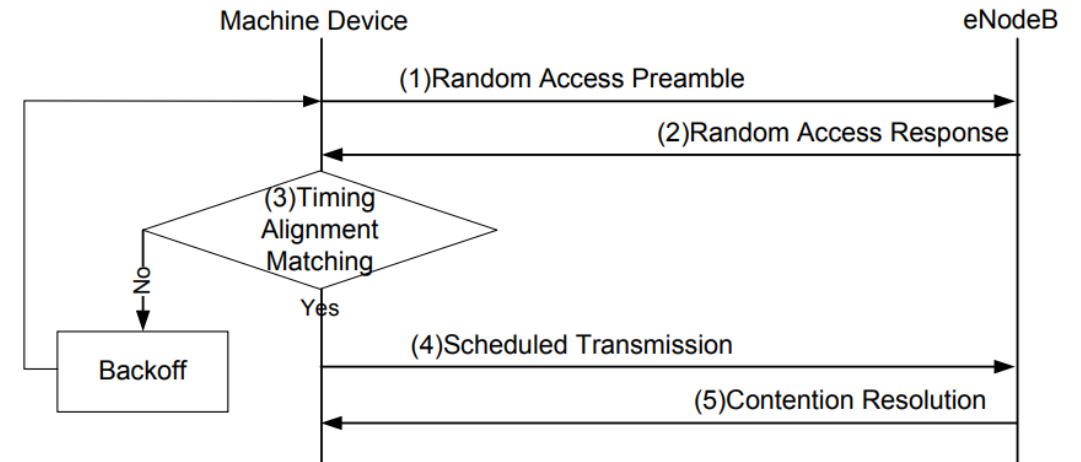 Machine Device
eNodeB
(1)Random Access Preamble
(2)Random Access Response
(3)Timing
Alignment
Matching
No
Yes
Backoff
(4)Scheduled Transmission
(5)Contention Resolution